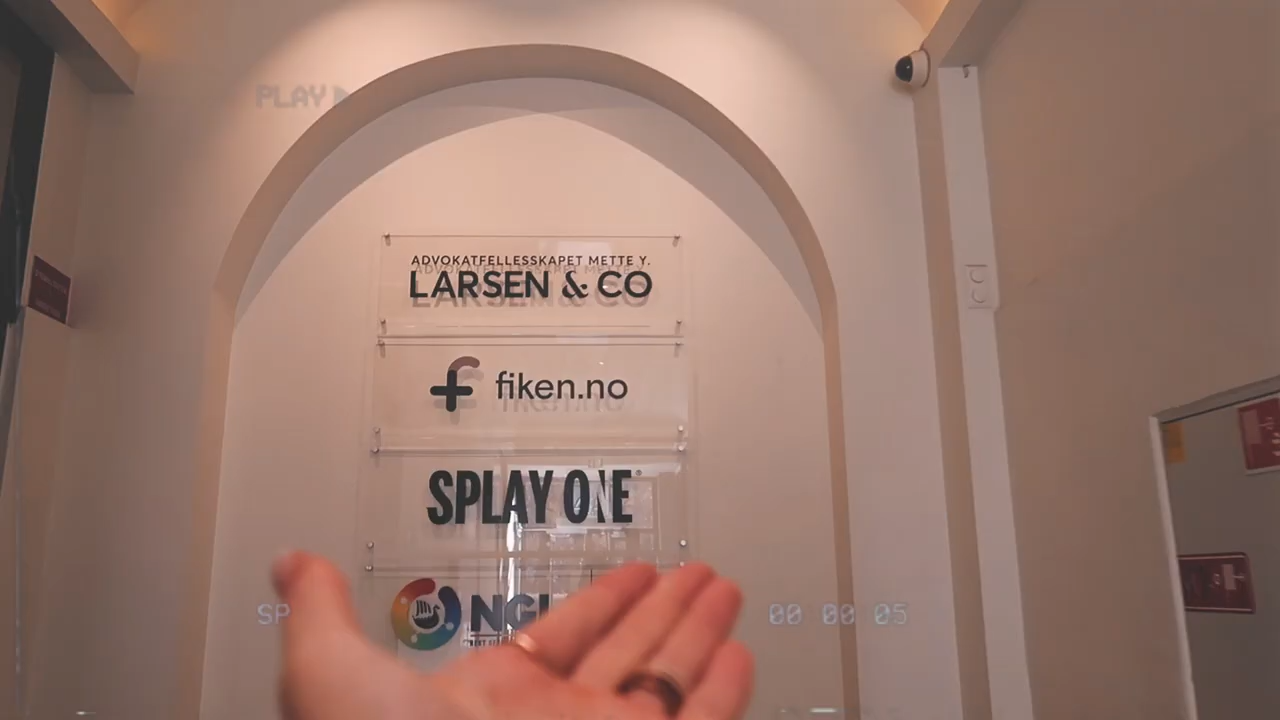 PLAY
ADVOKATFELLESSKAPET METTE Y.
LARSEN & CO
fiken.no
SPLAY ONE
SP
00 00 05